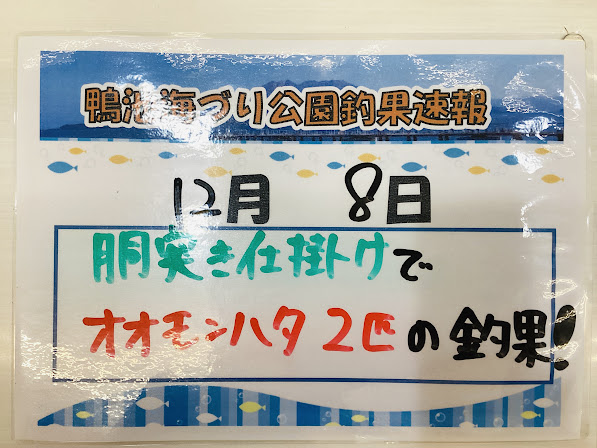 鴨池海づり公園釣果速報
12月 8日
胴突き仕掛けで
オオモンハタ 2匹の釣果!